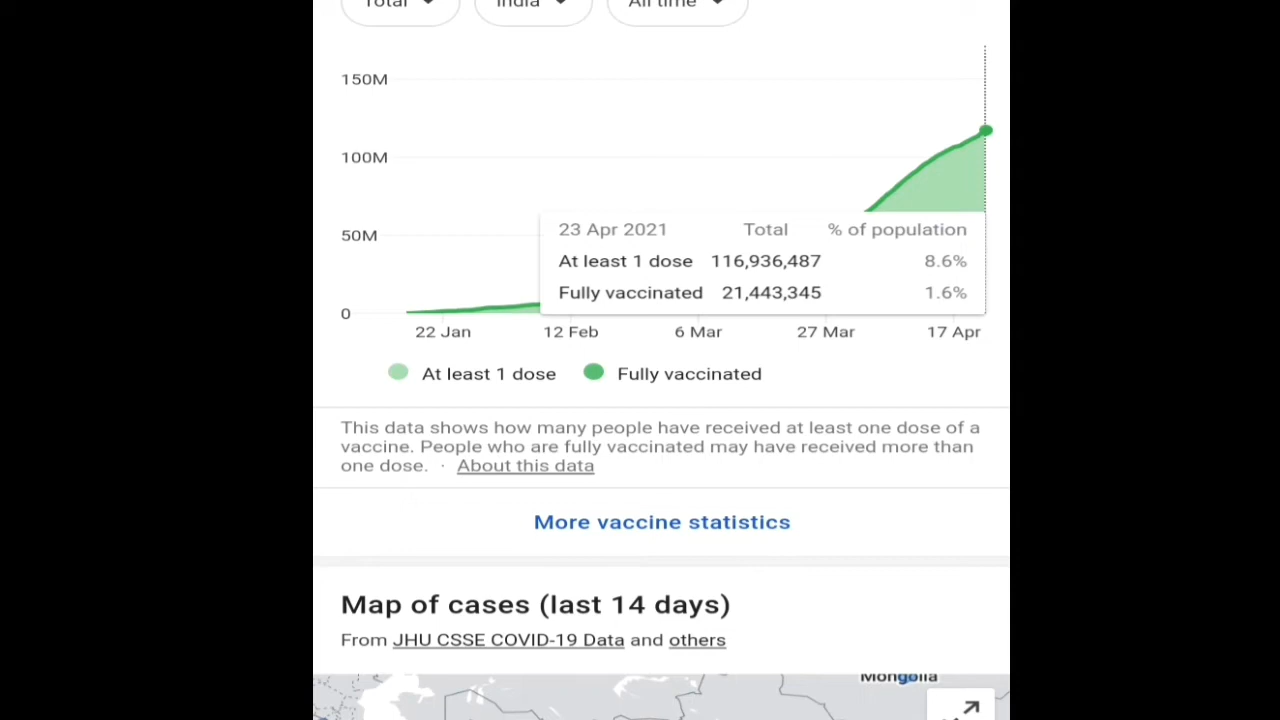 Total India All time
150M
100M
50M
0
23 Apr 2021 Total % of population
At least 1 dose 116,936,487 8.6%
Fully vaccinated 21,443,345 1.6%
22 Jan 12 Feb 6 Mar 27 Mar 17 Apr
At least 1 dose Fully vaccinated
This data shows how many people have received at least one dose of a
vaccine. People who are fully vaccinated may have received more than
one dose. · About this data
More vaccine statistics
Map of cases (last 14 days)
From JHU CSSE COVID-19 Data and others
Mongolia